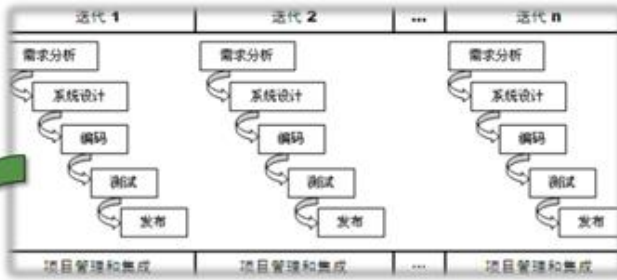 迭代 1 迭代 2 ... 迭代 n
需求分析 需求分析 需求分析
系统设计 系统设计 系统设计
编码 编码 编码
测试 测试 测试
发布 发布 发布
项目管理和集成 项目管理和集成 ... 项目管理和集成